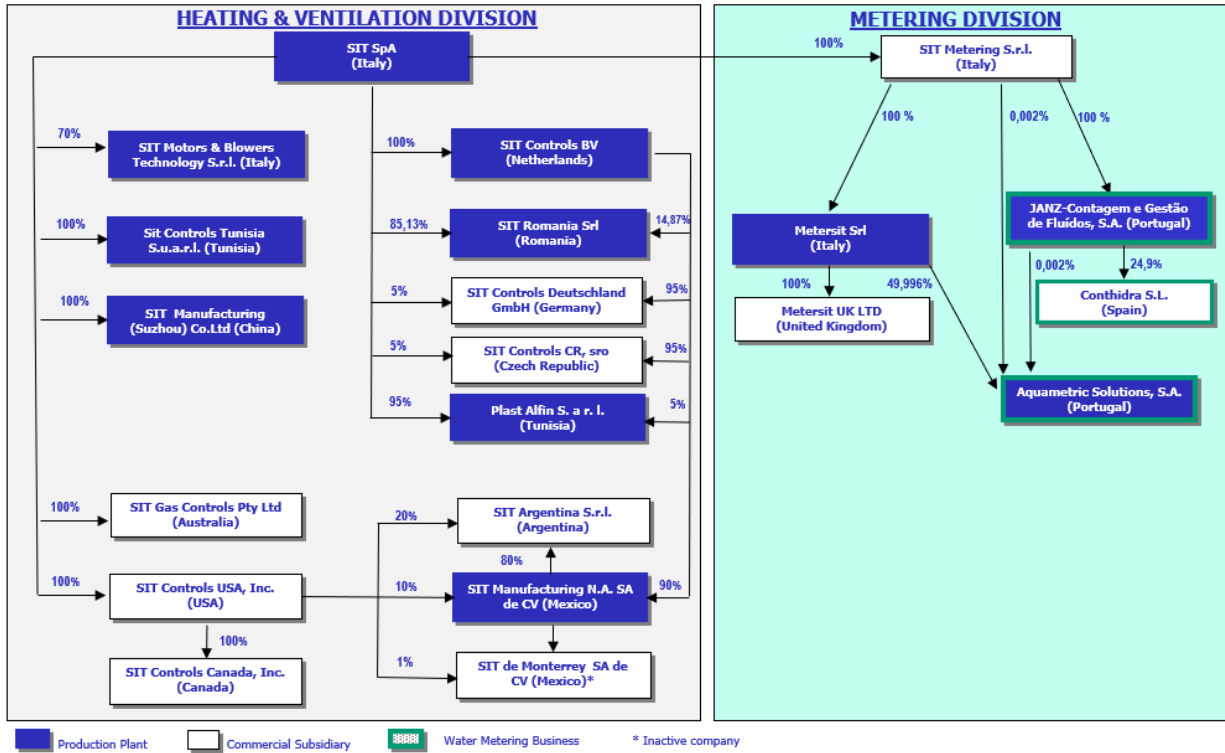 HEATING & VENTILATION DIVISION
METERING DIVISION
SIT SpA
(Italy)
100%
SIT Metering S.r.l.
(Italy)
100 %
0,002%
100 %
70%
SIT Motors & Blowers
Technology S.r.l. (Italy)
100%
SIT Controls BV
(Netherlands)
100%
Sit Controls Tunisia
S.u.a.r.l. (Tunisia)
85,13%
SIT Romania Srl
(Romania)
14,87%
Metersit Srl
(Italy)
JANZ-Contagem e Gestão
de Fluídos, S.A. (Portugal)
0,002%
24,9%
100%
SIT Manufacturing
(Suzhou) Co.Ltd (China)
5%
SIT Controls Deutschland
GmbH (Germany)
95%
100%
49,996%
Metersit UK LTD
(United Kingdom)
Conthidra S.L.
(Spain)
5%
SIT Controls CR, sro
(Czech Republic)
95%
95%
Plast Alfin S. a r. l.
(Tunisia)
5%
Aquametric Solutions, S.A.
(Portugal)
100%
SIT Gas Controls Pty Ltd
(Australia)
20%
SIT Argentina S.r.l.
(Argentina)
80%
100%
SIT Controls USA, Inc.
(USA)
10%
SIT Manufacturing N.A. SA
de CV (Mexico)
90%
100%
SIT Controls Canada, Inc.
(Canada)
1%
SIT de Monterrey SA de
CV (Mexico)*
Production Plant
Commercial Subsidiary
Water Metering Business
* Inactive company